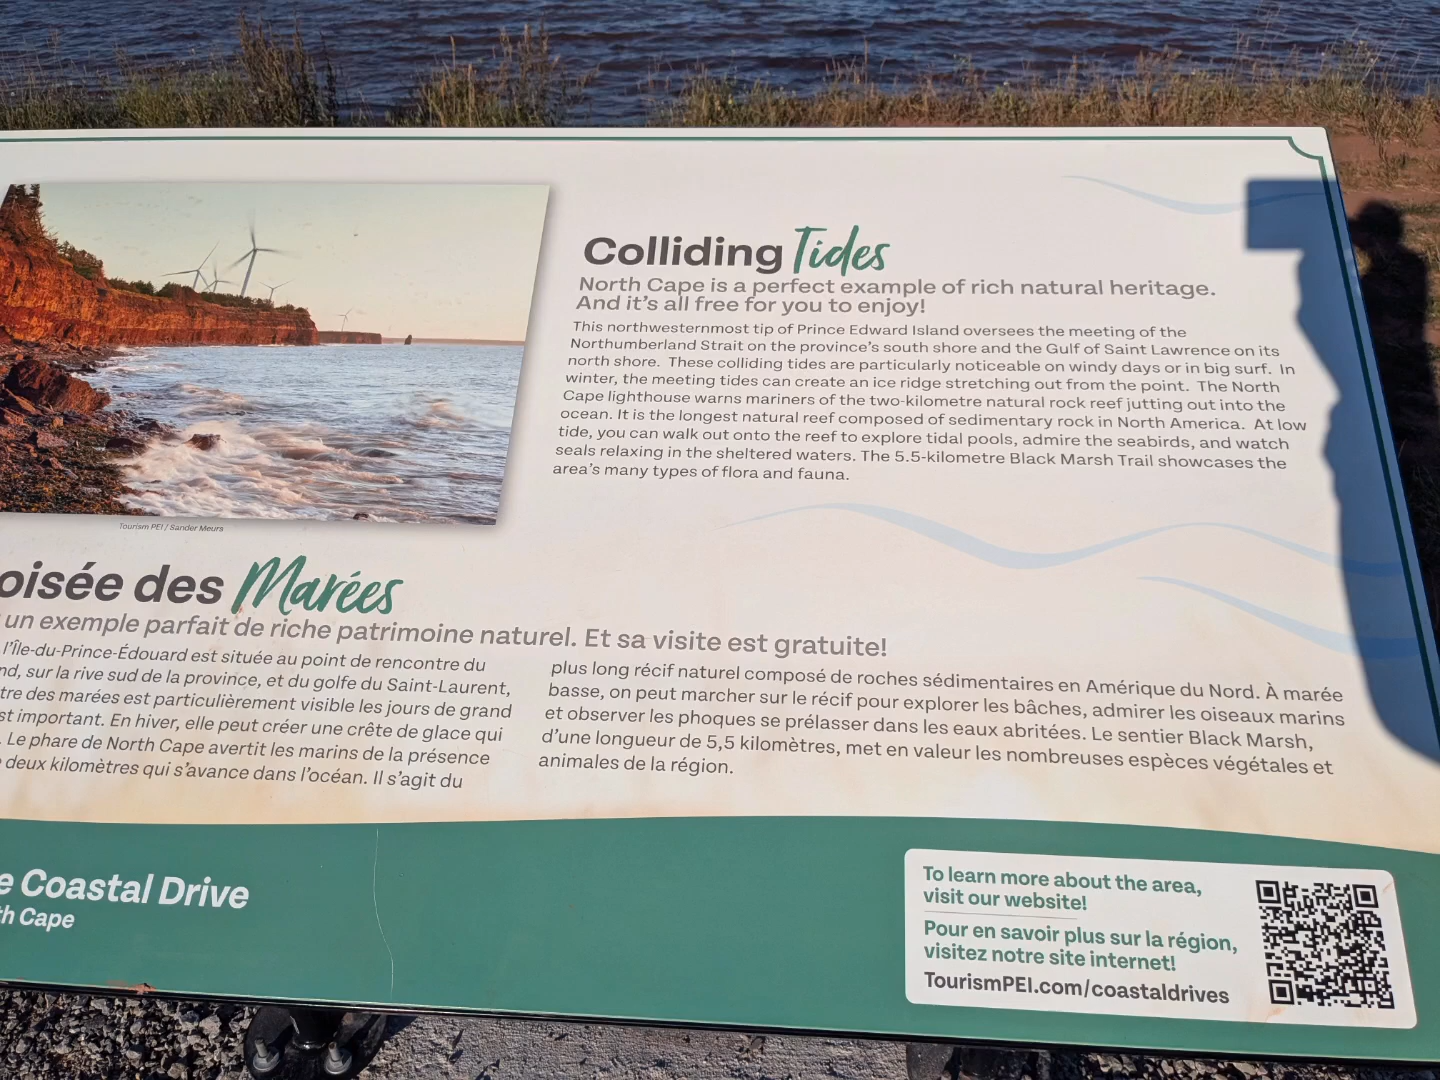 Colliding Tides
North Cape is a perfect example of rich natural heritage.
And it's all free for you to enjoy!
This northwesternmost tip of Prince Edward Island oversees the meeting of the
Northumberland Strait on the province's south shore and the Gulf of Saint Lawrence on its
north shore. These colliding tides are particularly noticeable on windy days or in big surf. In
winter, the meeting tides can create an ice ridge stretching out from the point. The North
Cape lighthouse warns mariners of the two-kilometre natural rock reef jutting out into the
ocean. It is the longest natural reef composed of sedimentary rock in North America. At low
tide, you can walk out onto the reef to explore tidal pools, admire the seabirds, and watch
seals relaxing in the sheltered waters. The 5.5-kilometre Black Marsh Trail showcases the
area's many types of flora and fauna.
Tourism PEI / Sander Meurs
oisée des Marées
un exemple parfait de riche patrimoine naturel. Et sa visite est gratuite!
l'Île-du-Prince-Édouard est située au point de rencontre du
nd, sur la rive sud de la province, et du golfe du Saint-Laurent,
tre des marées est particulièrement visible les jours de grand
st important. En hiver, elle peut créer une crête de glace qui
. Le phare de North Cape avertit les marins de la présence
deux kilomètres qui s'avance dans l'océan. Il s'agit du
plus long récif naturel composé de roches sédimentaires en Amérique du Nord. À marée
basse, on peut marcher sur le récif pour explorer les bâches, admirer les oiseaux marins
et observer les phoques se prélasser dans les eaux abritées. Le sentier Black Marsh,
d'une longueur de 5,5 kilomètres, met en valeur les nombreuses espèces végétales et
animales de la région.
e Coastal Drive
th Cape
To learn more about the area,
visit our website!
Pour en savoir plus sur la région,
visitez notre site internet!
TourismPEI.com/coastaldrives